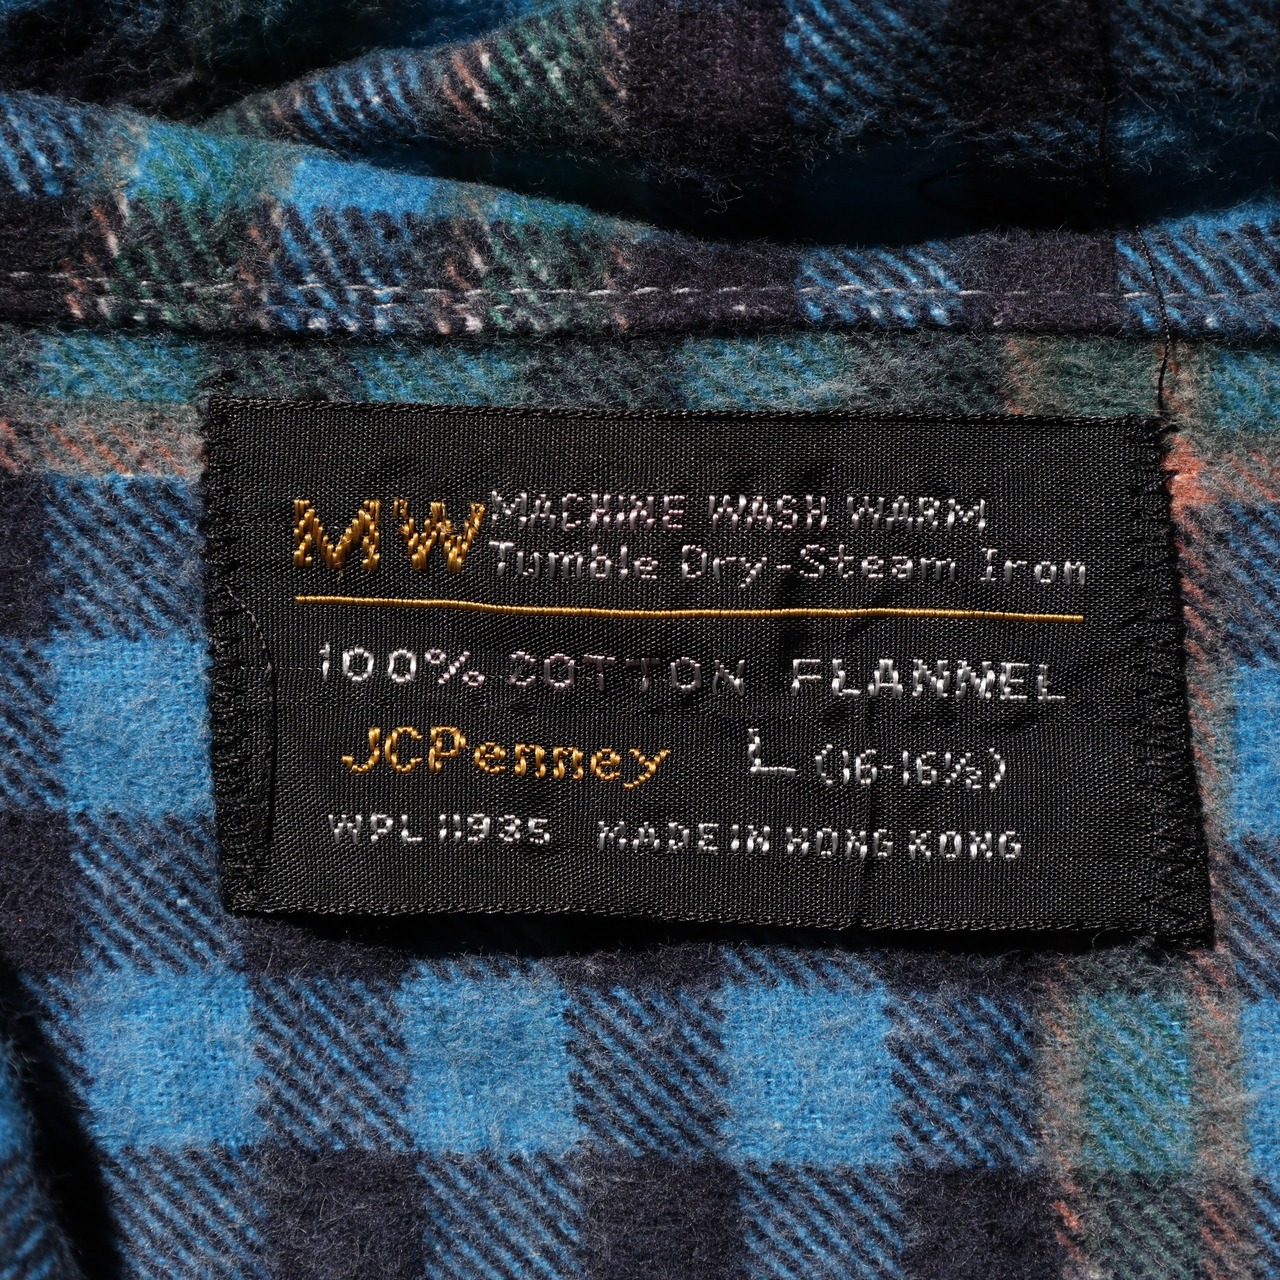 MW MACHINE WASH WARM
Tumble Dry-Steam Iron
100% COTTON FLANNEL
JCPenney L (16-16½)
WPL 11935 MADE IN HONG KONG